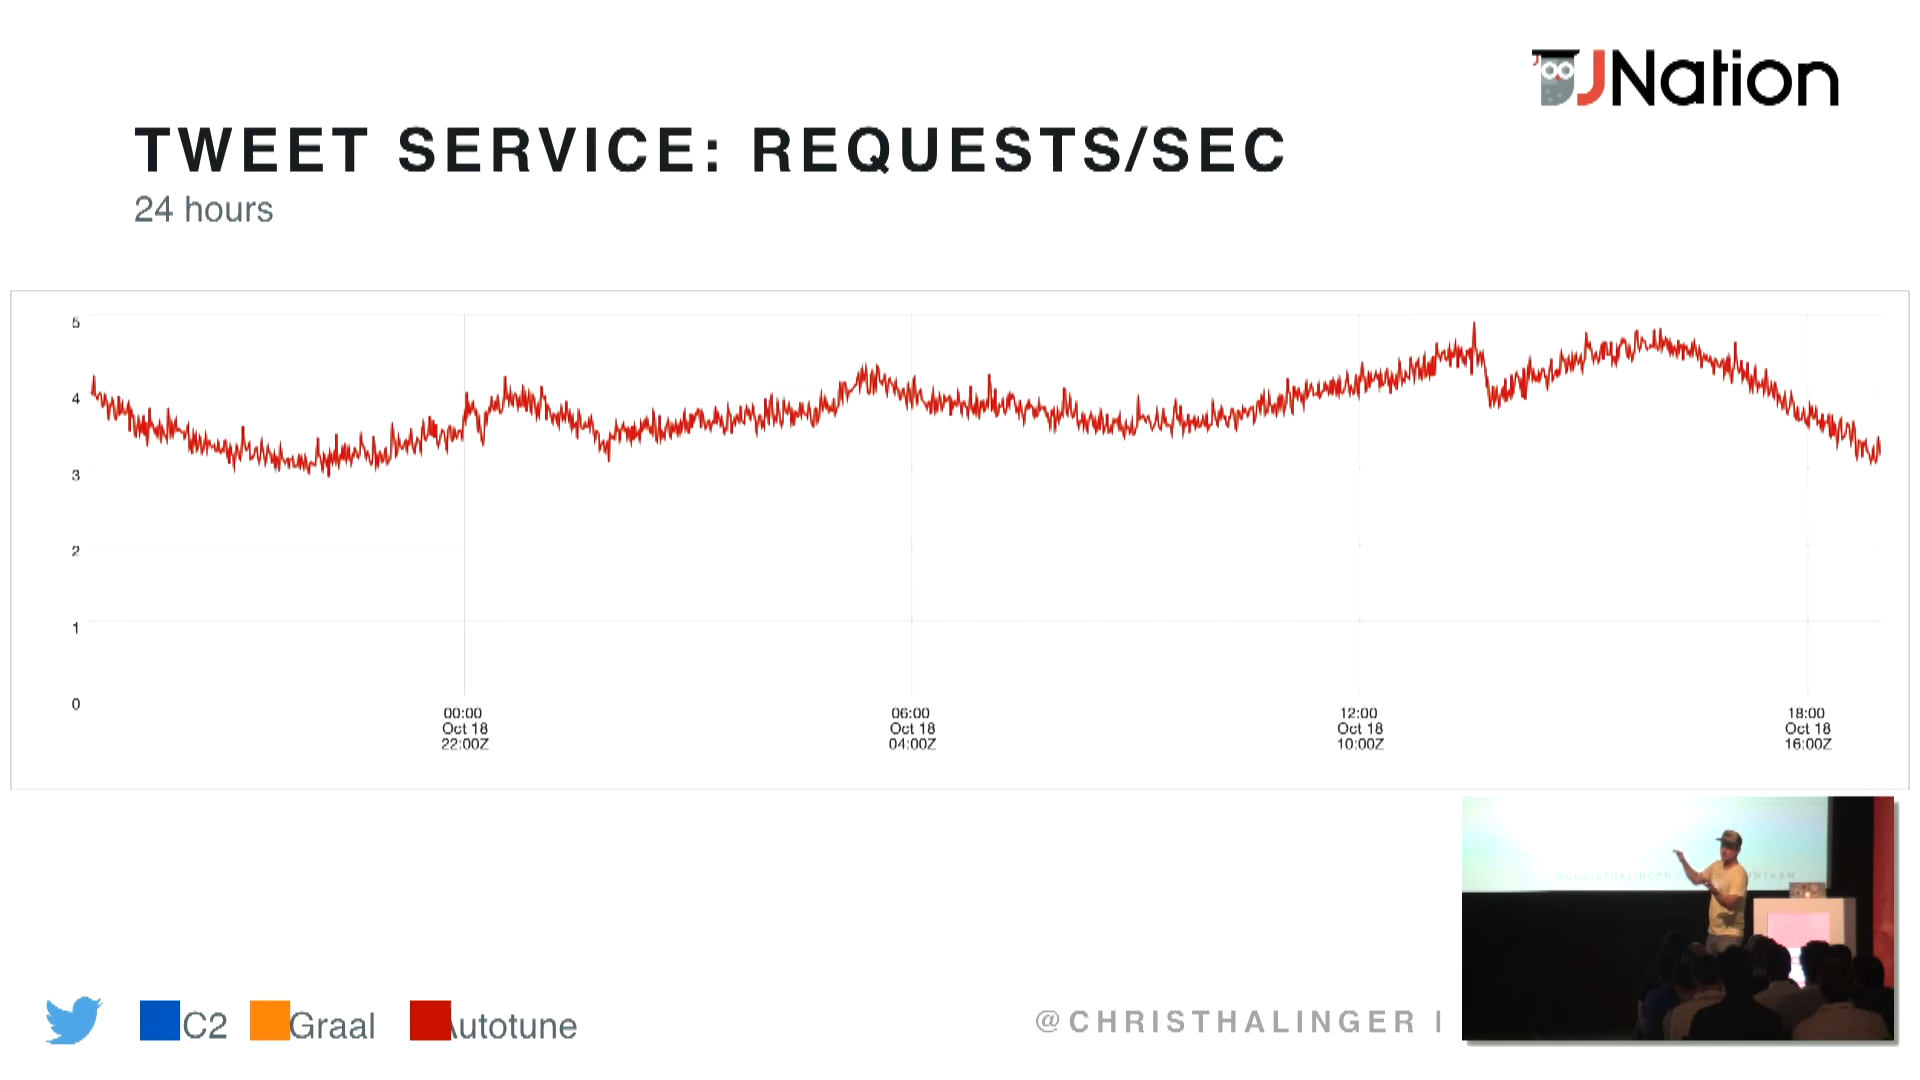 JNation
TWEET SERVICE: REQUESTS/SEC
24 hours
5
4
3
2
1
0
00:00
Oct 18
22:00Z
06:00
Oct 18
04:00Z
12:00
Oct 18
10:00Z
18:00
Oct 18
16:00Z
C2 Graal Autotune
@CHRISTHALINGER |